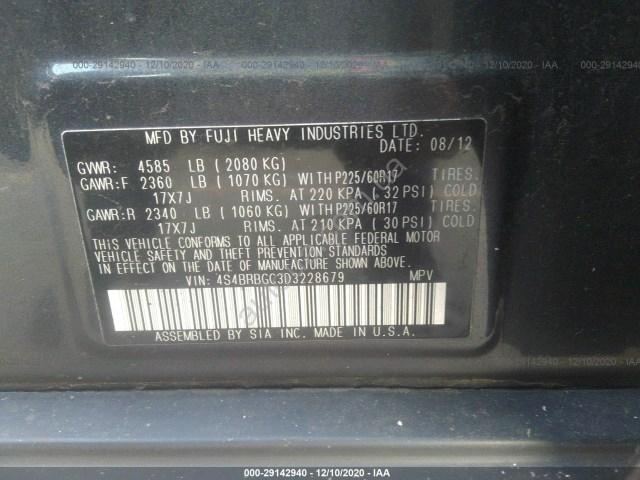 000-29142940 - 12/10/2020 - IAA 000-29142940 - 12/10/2020 - IAA 000-29142940 - 12/10/2020 - IAA
MFD BY FUJI HEAVY INDUSTRIES LTD.
DATE: 08/12
GVWR: 4585 LB ( 2080 KG)
GAWR:F 2360 LB ( 1070 KG) WITH P225/60R17 TIRES.
17X7J RIMS. AT 220 KPA ( 32 PSI) COLD
GAWR:R 2340 LB ( 1060 KG) WITH P225/60R17 TIRES.
17X7J RIMS. AT 210 KPA ( 30 PSI) COLD
THIS VEHICLE CONFORMS TO ALL APPLICABLE FEDERAL MOTOR
VEHICLE SAFETY AND THEFT PREVENTION STANDARDS IN
EFFECT ON THE DATE OF MANUFACTURE SHOWN ABOVE.
VIN: 4S4BRBGC3D3228679 MPV
ASSEMBLED BY SIA INC. MADE IN U.S.A.
29142940 - 12/10/2020 - IAA
000-29142940 - 12/10/2020 - IAA